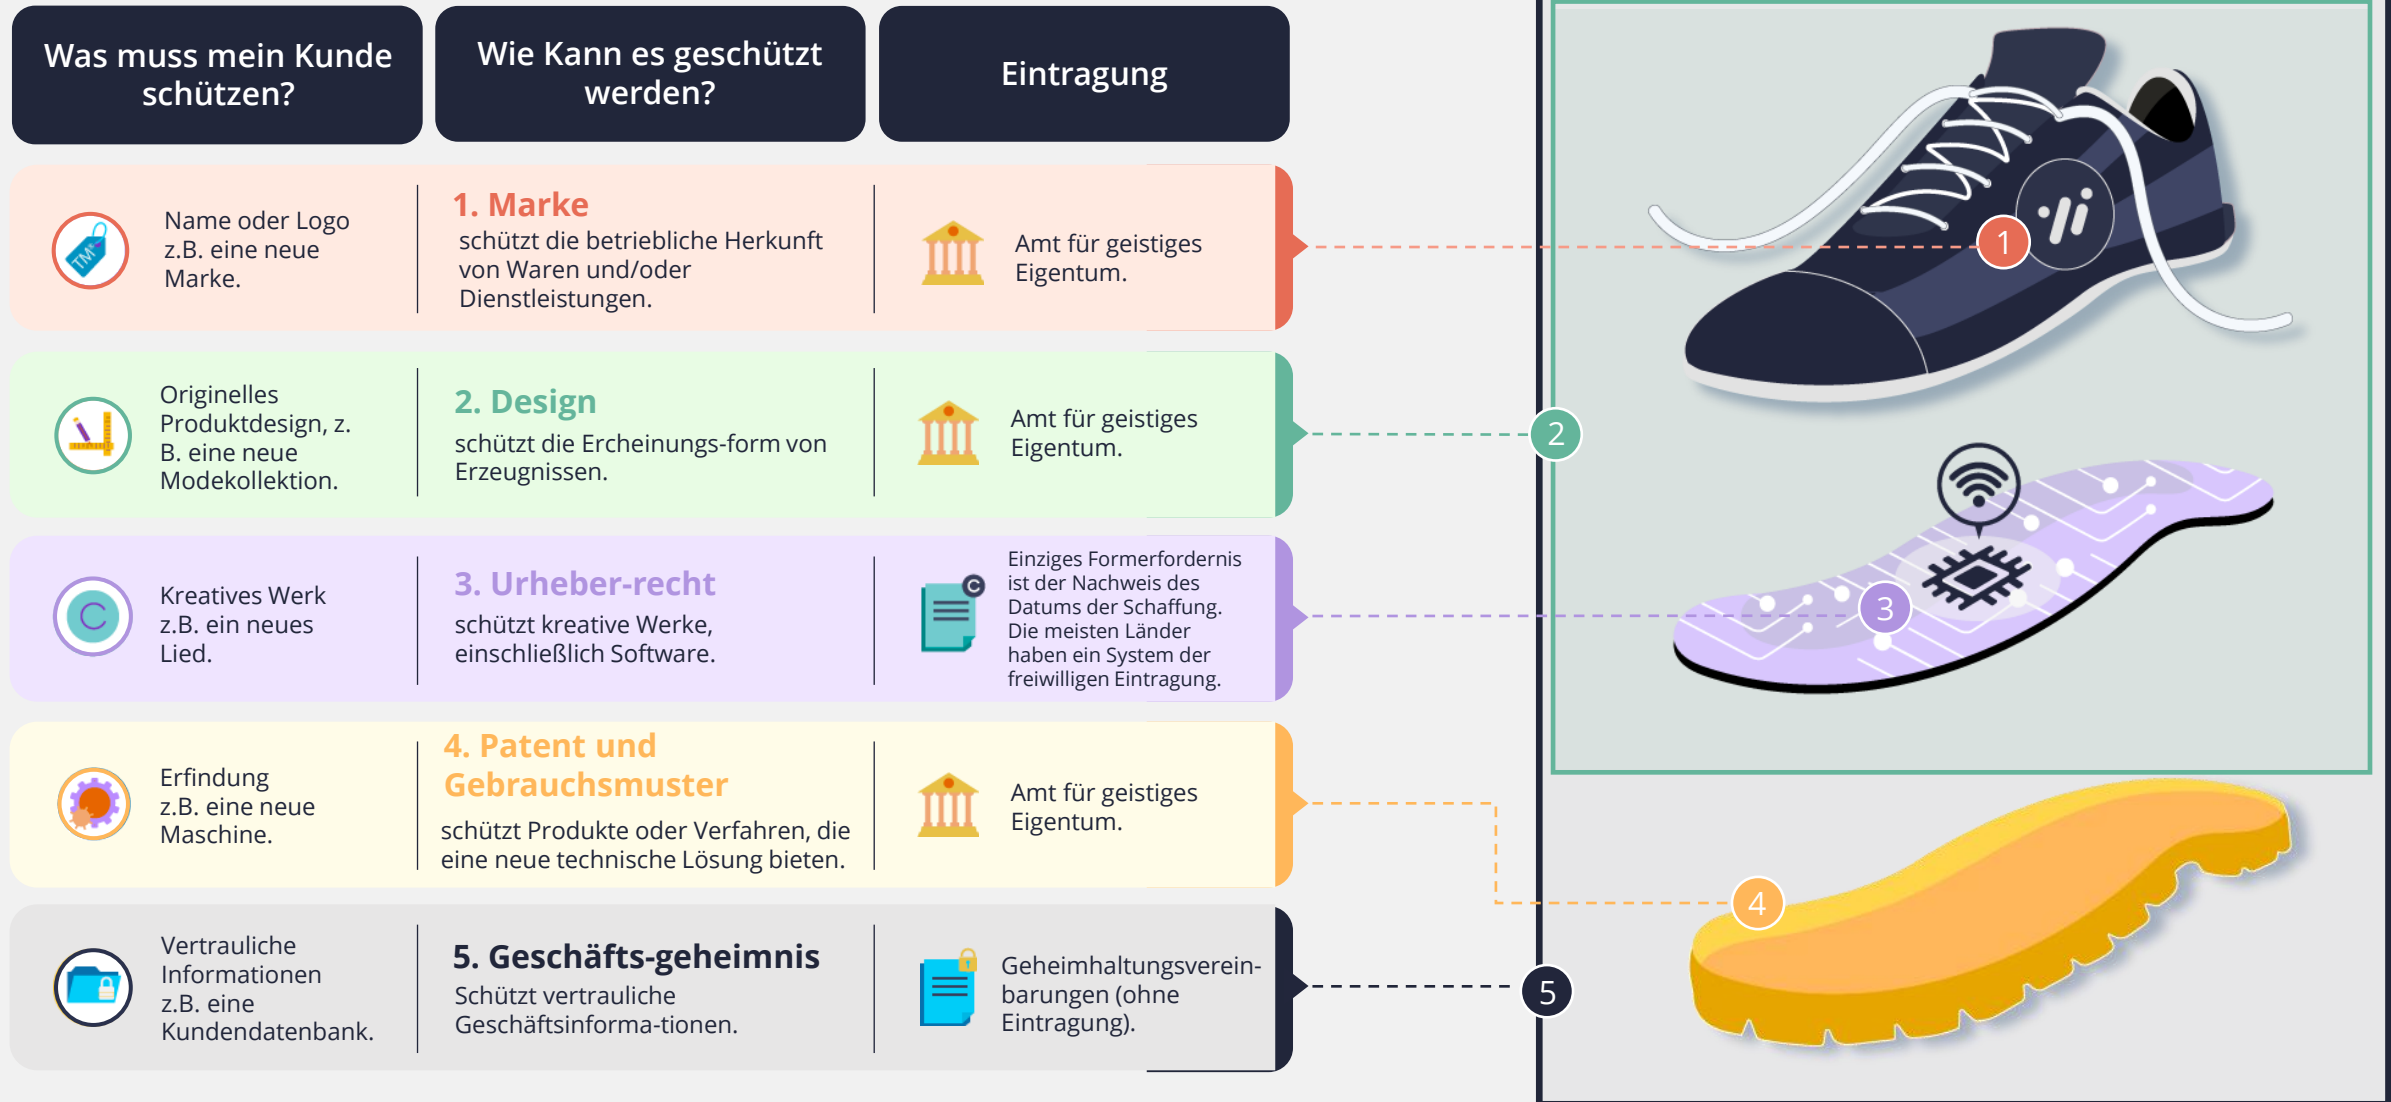 Was muss mein Kunde
schützen?
Wie Kann es geschützt
werden?
Eintragung
Name oder Logo
z.B. eine neue
Marke.
1. Marke
schützt die betriebliche Herkunft
von Waren und/oder
Dienstleistungen.
Amt für geistiges
Eigentum.
Originelles
Produktdesign, z.
B. eine neue
Modekollektion.
2. Design
schützt die Ercheinungs-form von
Erzeugnissen.
Amt für geistiges
Eigentum.
Kreatives Werk
z.B. ein neues
Lied.
3. Urheber-recht
schützt kreative Werke,
einschließlich Software.
Einziges Formerfordernis
ist der Nachweis des
Datums der Schaffung.
Die meisten Länder
haben ein System der
freiwilligen Eintragung.
Erfindung
z.B. eine neue
Maschine.
4. Patent und
Gebrauchsmuster
schützt Produkte oder Verfahren, die
eine neue technische Lösung bieten.
Amt für geistiges
Eigentum.
Vertrauliche
Informationen
z.B. eine
Kundendatenbank.
5. Geschäfts-geheimnis
Schützt vertrauliche
Geschäftsinforma-tionen.
Geheimhaltungsverein-
barungen (ohne
Eintragung).
TM
C
C
1
2
3
4
5